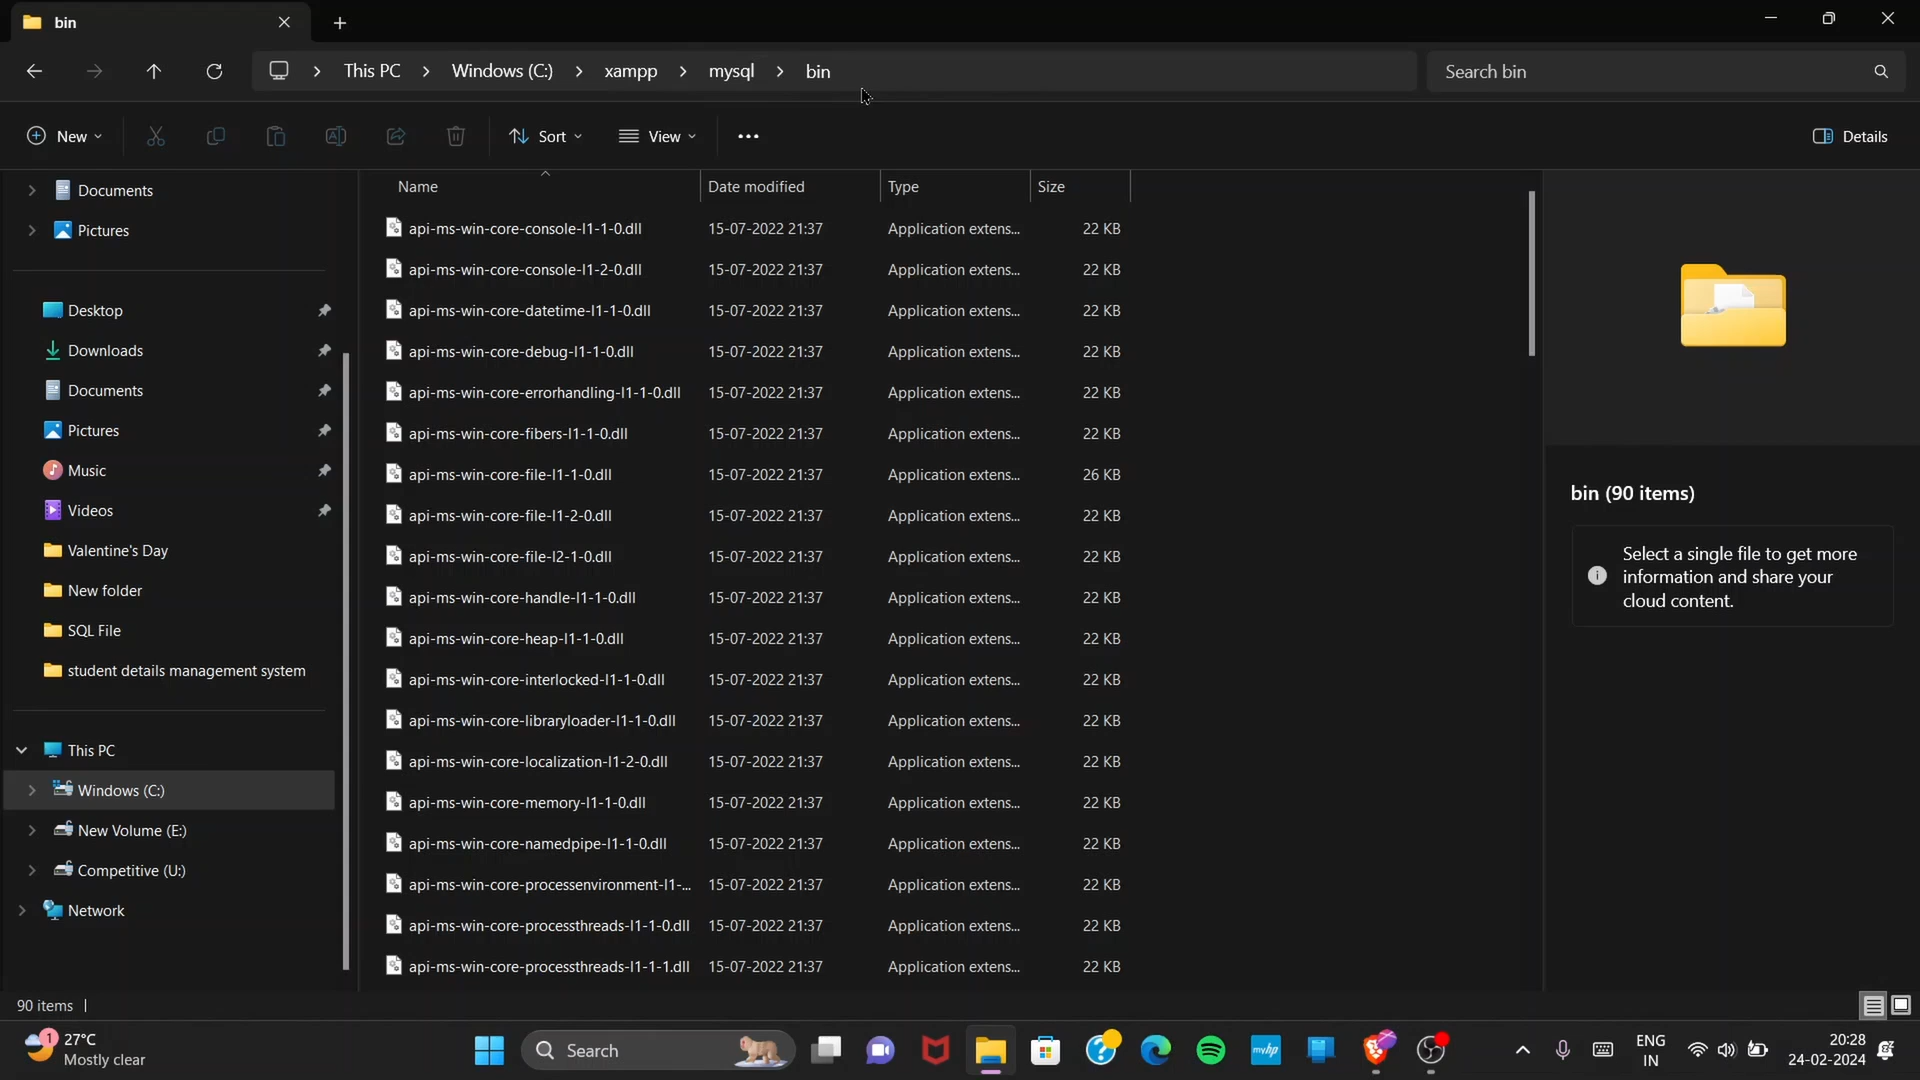 bin
This PC > Windows (C:) > xampp > mysql > bin
Search bin
New
Sort
View
Details
Documents
Pictures
Desktop
Downloads
Documents
Pictures
Music
Videos
Valentine's Day
New folder
SQL File
student details management system
This PC
Windows (C:)
New Volume (E:)
Competitive (U:)
Network
Name Date modified Type Size
api-ms-win-core-console-l1-1-0.dll 15-07-2022 21:37 Application extens... 22 KB
api-ms-win-core-console-l1-2-0.dll 15-07-2022 21:37 Application extens... 22 KB
api-ms-win-core-datetime-l1-1-0.dll 15-07-2022 21:37 Application extens... 22 KB
api-ms-win-core-debug-l1-1-0.dll 15-07-2022 21:37 Application extens... 22 KB
api-ms-win-core-errorhandling-l1-1-0.dll 15-07-2022 21:37 Application extens... 22 KB
api-ms-win-core-fibers-l1-1-0.dll 15-07-2022 21:37 Application extens... 22 KB
api-ms-win-core-file-l1-1-0.dll 15-07-2022 21:37 Application extens... 26 KB
api-ms-win-core-file-l1-2-0.dll 15-07-2022 21:37 Application extens... 22 KB
api-ms-win-core-file-l2-1-0.dll 15-07-2022 21:37 Application extens... 22 KB
api-ms-win-core-handle-l1-1-0.dll 15-07-2022 21:37 Application extens... 22 KB
api-ms-win-core-heap-l1-1-0.dll 15-07-2022 21:37 Application extens... 22 KB
api-ms-win-core-interlocked-l1-1-0.dll 15-07-2022 21:37 Application extens... 22 KB
api-ms-win-core-libraryloader-l1-1-0.dll 15-07-2022 21:37 Application extens... 22 KB
api-ms-win-core-localization-l1-2-0.dll 15-07-2022 21:37 Application extens... 22 KB
api-ms-win-core-memory-l1-1-0.dll 15-07-2022 21:37 Application extens... 22 KB
api-ms-win-core-namedpipe-l1-1-0.dll 15-07-2022 21:37 Application extens... 22 KB
api-ms-win-core-processenvironment-l1-... 15-07-2022 21:37 Application extens... 22 KB
api-ms-win-core-processthreads-l1-1-0.dll 15-07-2022 21:37 Application extens... 22 KB
api-ms-win-core-processthreads-l1-1-1.dll 15-07-2022 21:37 Application extens... 22 KB
bin (90 items)
Select a single file to get more
information and share your
cloud content.
90 items
1
27°C
Mostly clear
Search
myhp
ENG
IN
20:28
24-02-2024